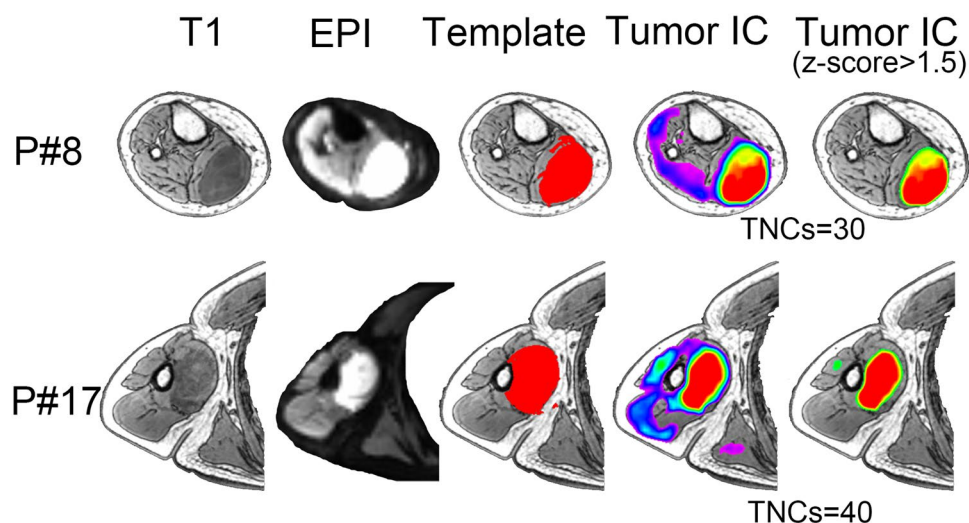 T1 EPI Template Tumor IC Tumor IC
(z-score>1.5)
P#8
TNCs=30
P#17
TNCs=40